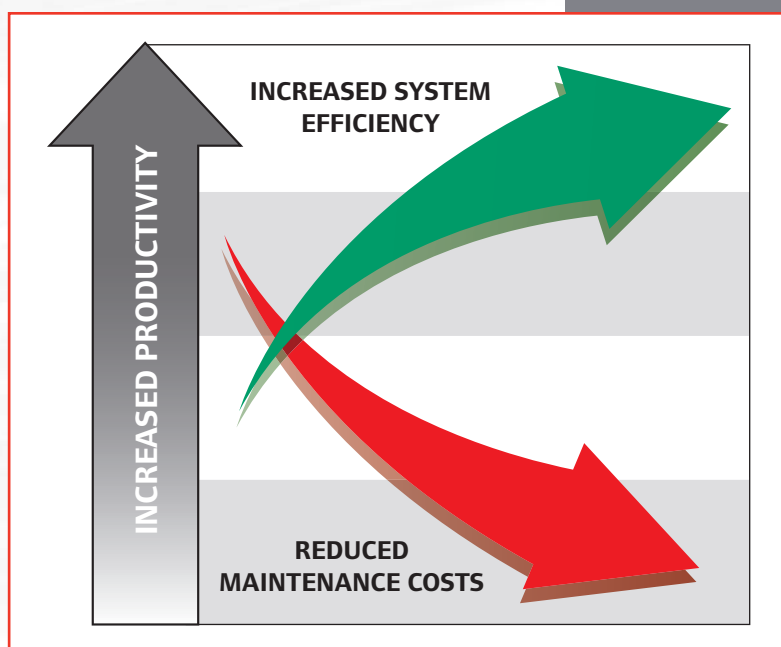 INCREASED SYSTEM
EFFICIENCY
INCREASED PRODUCTIVITY
REDUCED
MAINTENANCE COSTS